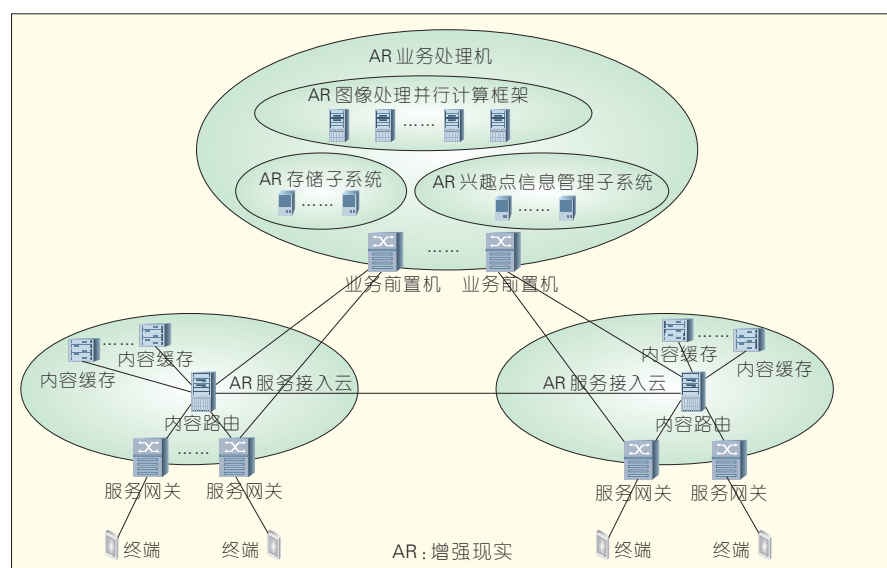 AR 业务处理机
AR 图像处理并行计算框架
……
AR 存储子系统
……
AR 兴趣点信息管理子系统
……
……
业务前置机
业务前置机
……
内容缓存
内容缓存
AR 服务接入云
内容路由
……
服务网关
服务网关
终端
终端
……
内容缓存
内容缓存
AR 服务接入云
内容路由
服务网关
服务网关
终端
终端
AR：增强现实